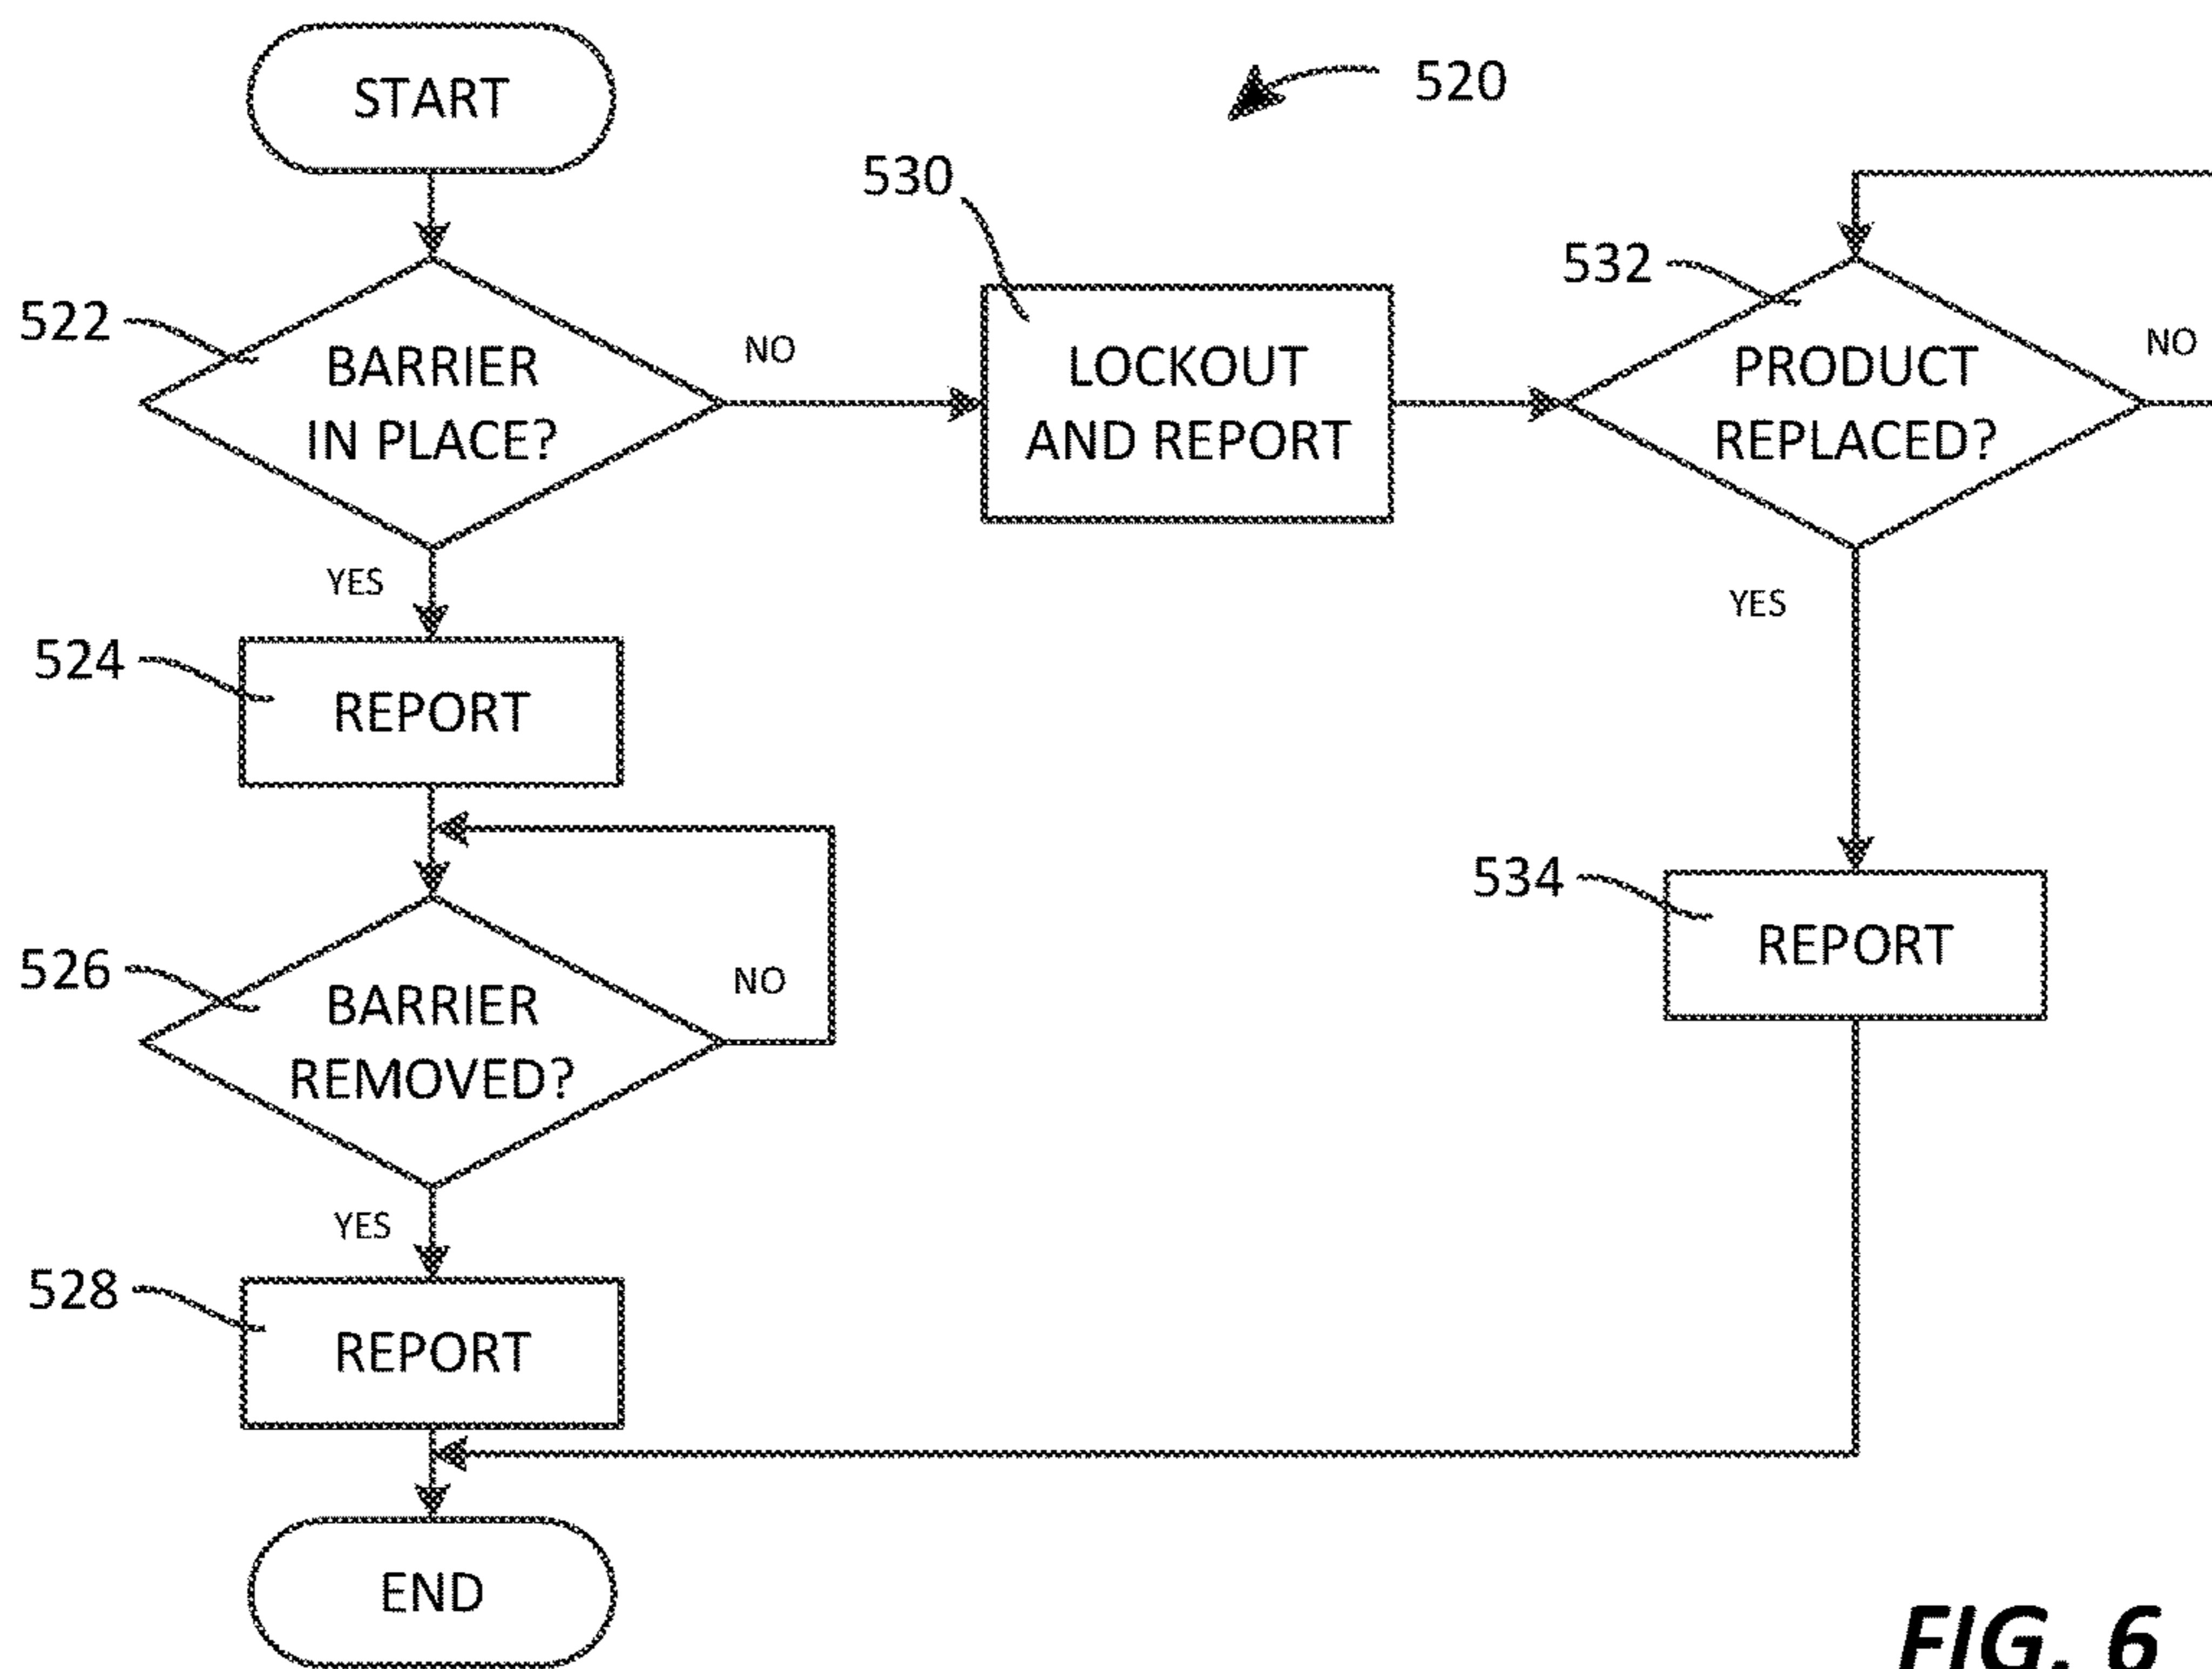 START
520
530
532
522
BARRIER
IN PLACE?
NO
LOCKOUT
AND REPORT
PRODUCT
REPLACED?
NO
YES
YES
524
REPORT
534
REPORT
526
BARRIER
REMOVED?
NO
YES
528
REPORT
END
FIG. 6